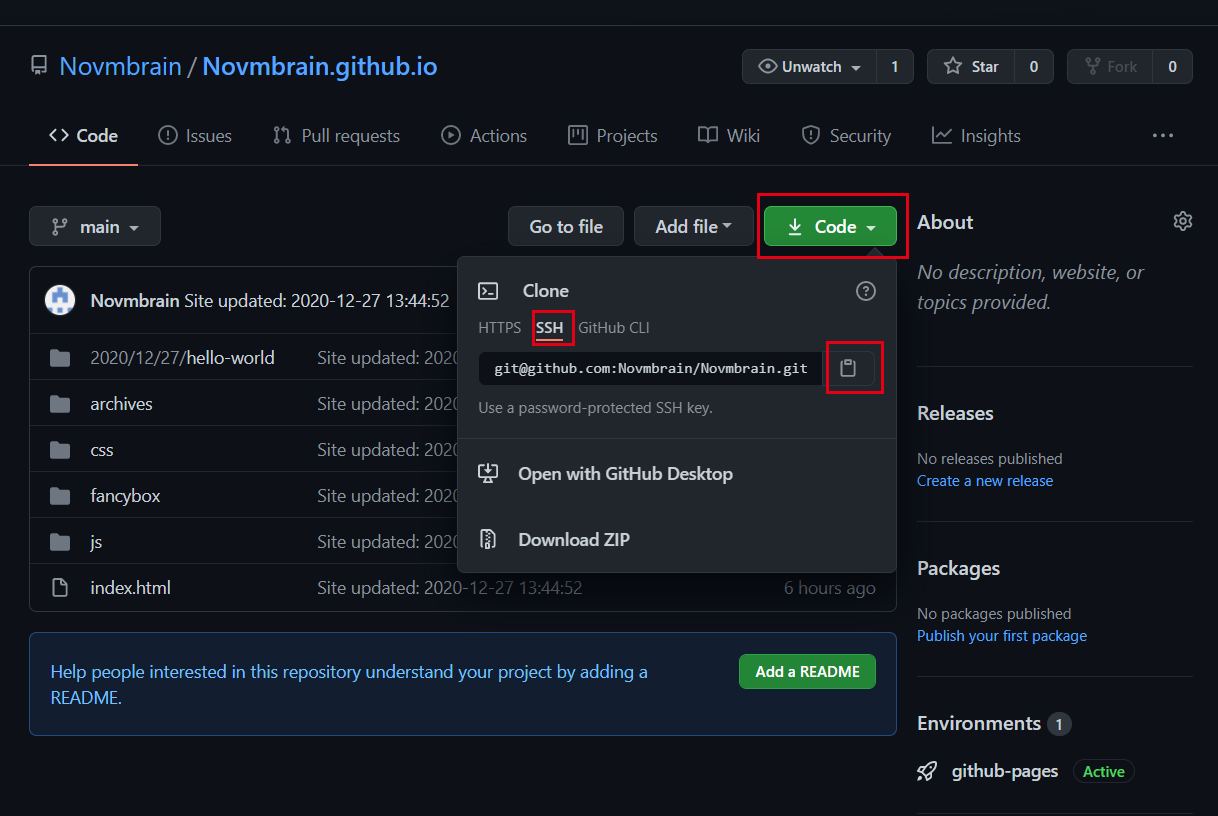 Novmbrain / Novmbrain.github.io
Unwatch 1 Star 0 Fork 0
Code Issues Pull requests Actions Projects Wiki Security Insights
main Go to file Add file Code
Novmbrain Site updated: 2020-12-27 13:44:52
2020/12/27/hello-world Site updated: 202
archives Site updated: 202
css Site updated: 202
fancybox Site updated: 202
js Site updated: 202
index.html Site updated: 2020-12-27 13:44:52 6 hours ago
Clone
HTTPS SSH GitHub CLI
git@github.com:Novmbrain/Novmbrain.git
Use a password-protected SSH key.
Open with GitHub Desktop
Download ZIP
Help people interested in this repository understand your project by adding a
README.
Add a README
About
No description, website, or
topics provided.
Releases
No releases published
Create a new release
Packages
No packages published
Publish your first package
Environments 1
github-pages Active